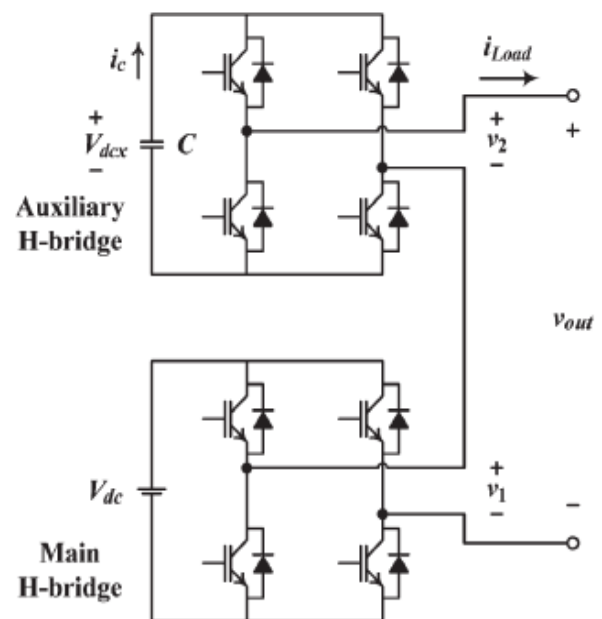 i_c
i_Load
+
V_dcx
−
C
+
v_2
−
+
Auxiliary
H-bridge
v_out
V_dc
+
v_1
−
−
Main
H-bridge